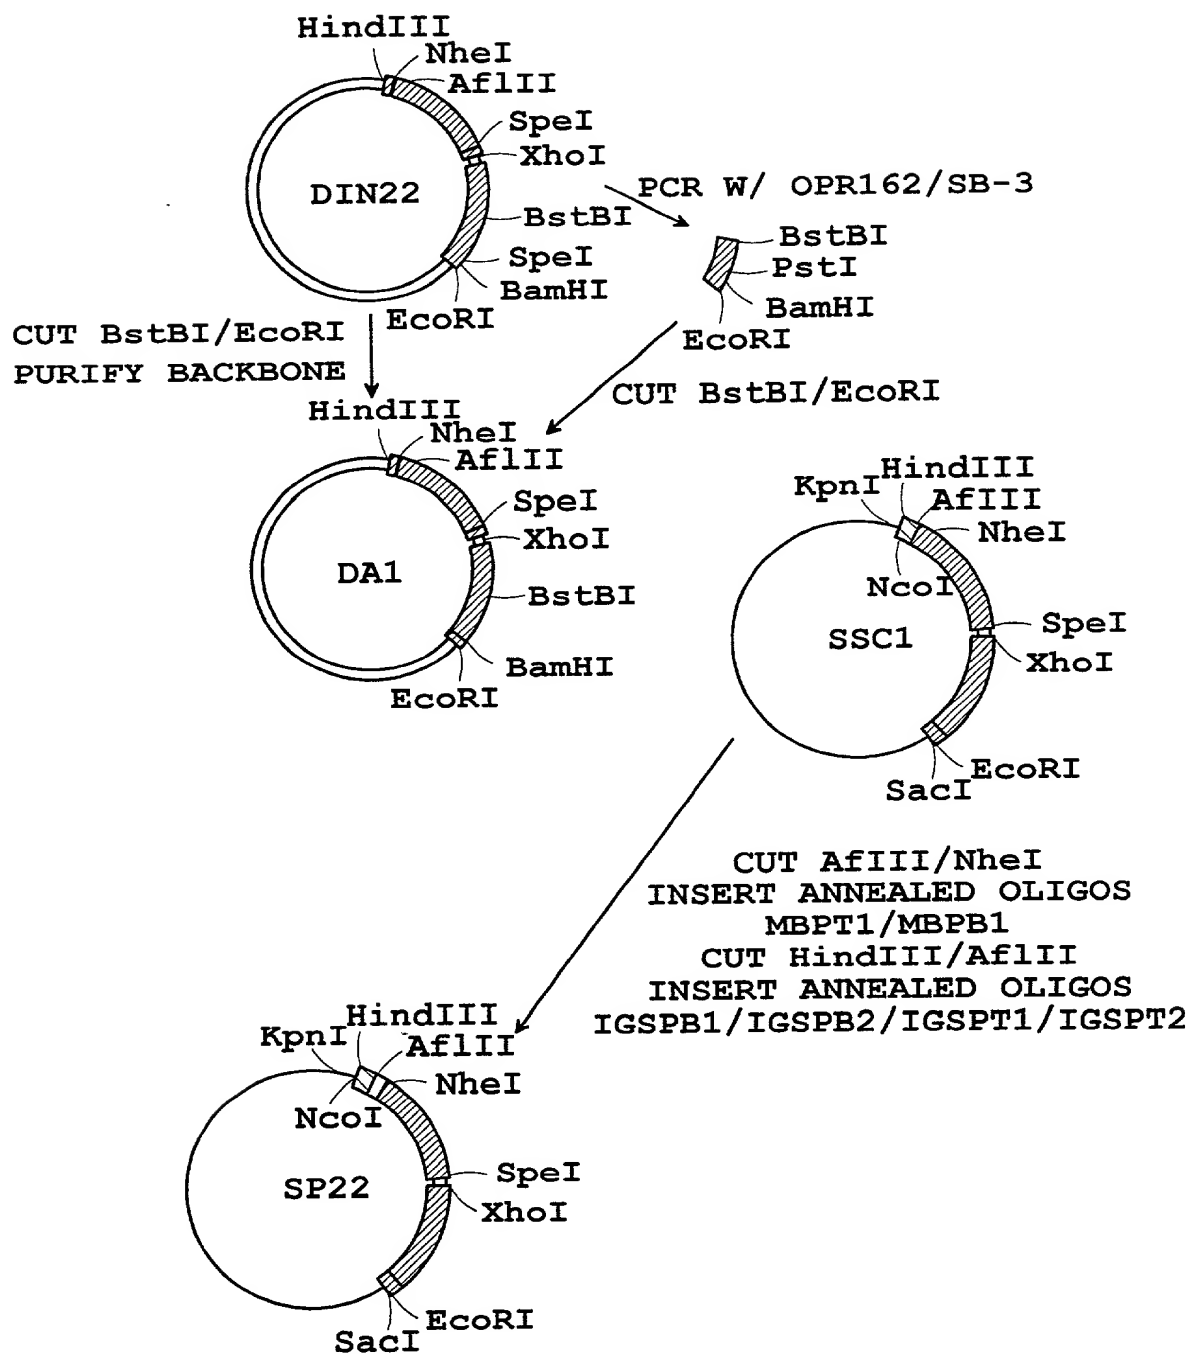 HindIII
NheI
AflII
SpeI
XhoI
DIN22
BstBI
SpeI
BamHI
EcoRI
PCR W/ OPR162/SB-3
BstBI
PstI
BamHI
EcoRI
CUT BstBI/EcoRI
PURIFY BACKBONE
CUT BstBI/EcoRI
HindIII
NheI
AflII
SpeI
XhoI
DA1
BstBI
BamHI
EcoRI
HindIII
KpnI
AfIII
NheI
NcoI
SpeI
SSC1
XhoI
EcoRI
SacI
CUT AfIII/NheI
INSERT ANNEALED OLIGOS
MBPT1/MBPB1
CUT HindIII/AflII
INSERT ANNEALED OLIGOS
IGSPB1/IGSPB2/IGSPT1/IGSPT2
HindIII
KpnI
AflII
NheI
NcoI
SpeI
SP22
XhoI
EcoRI
SacI